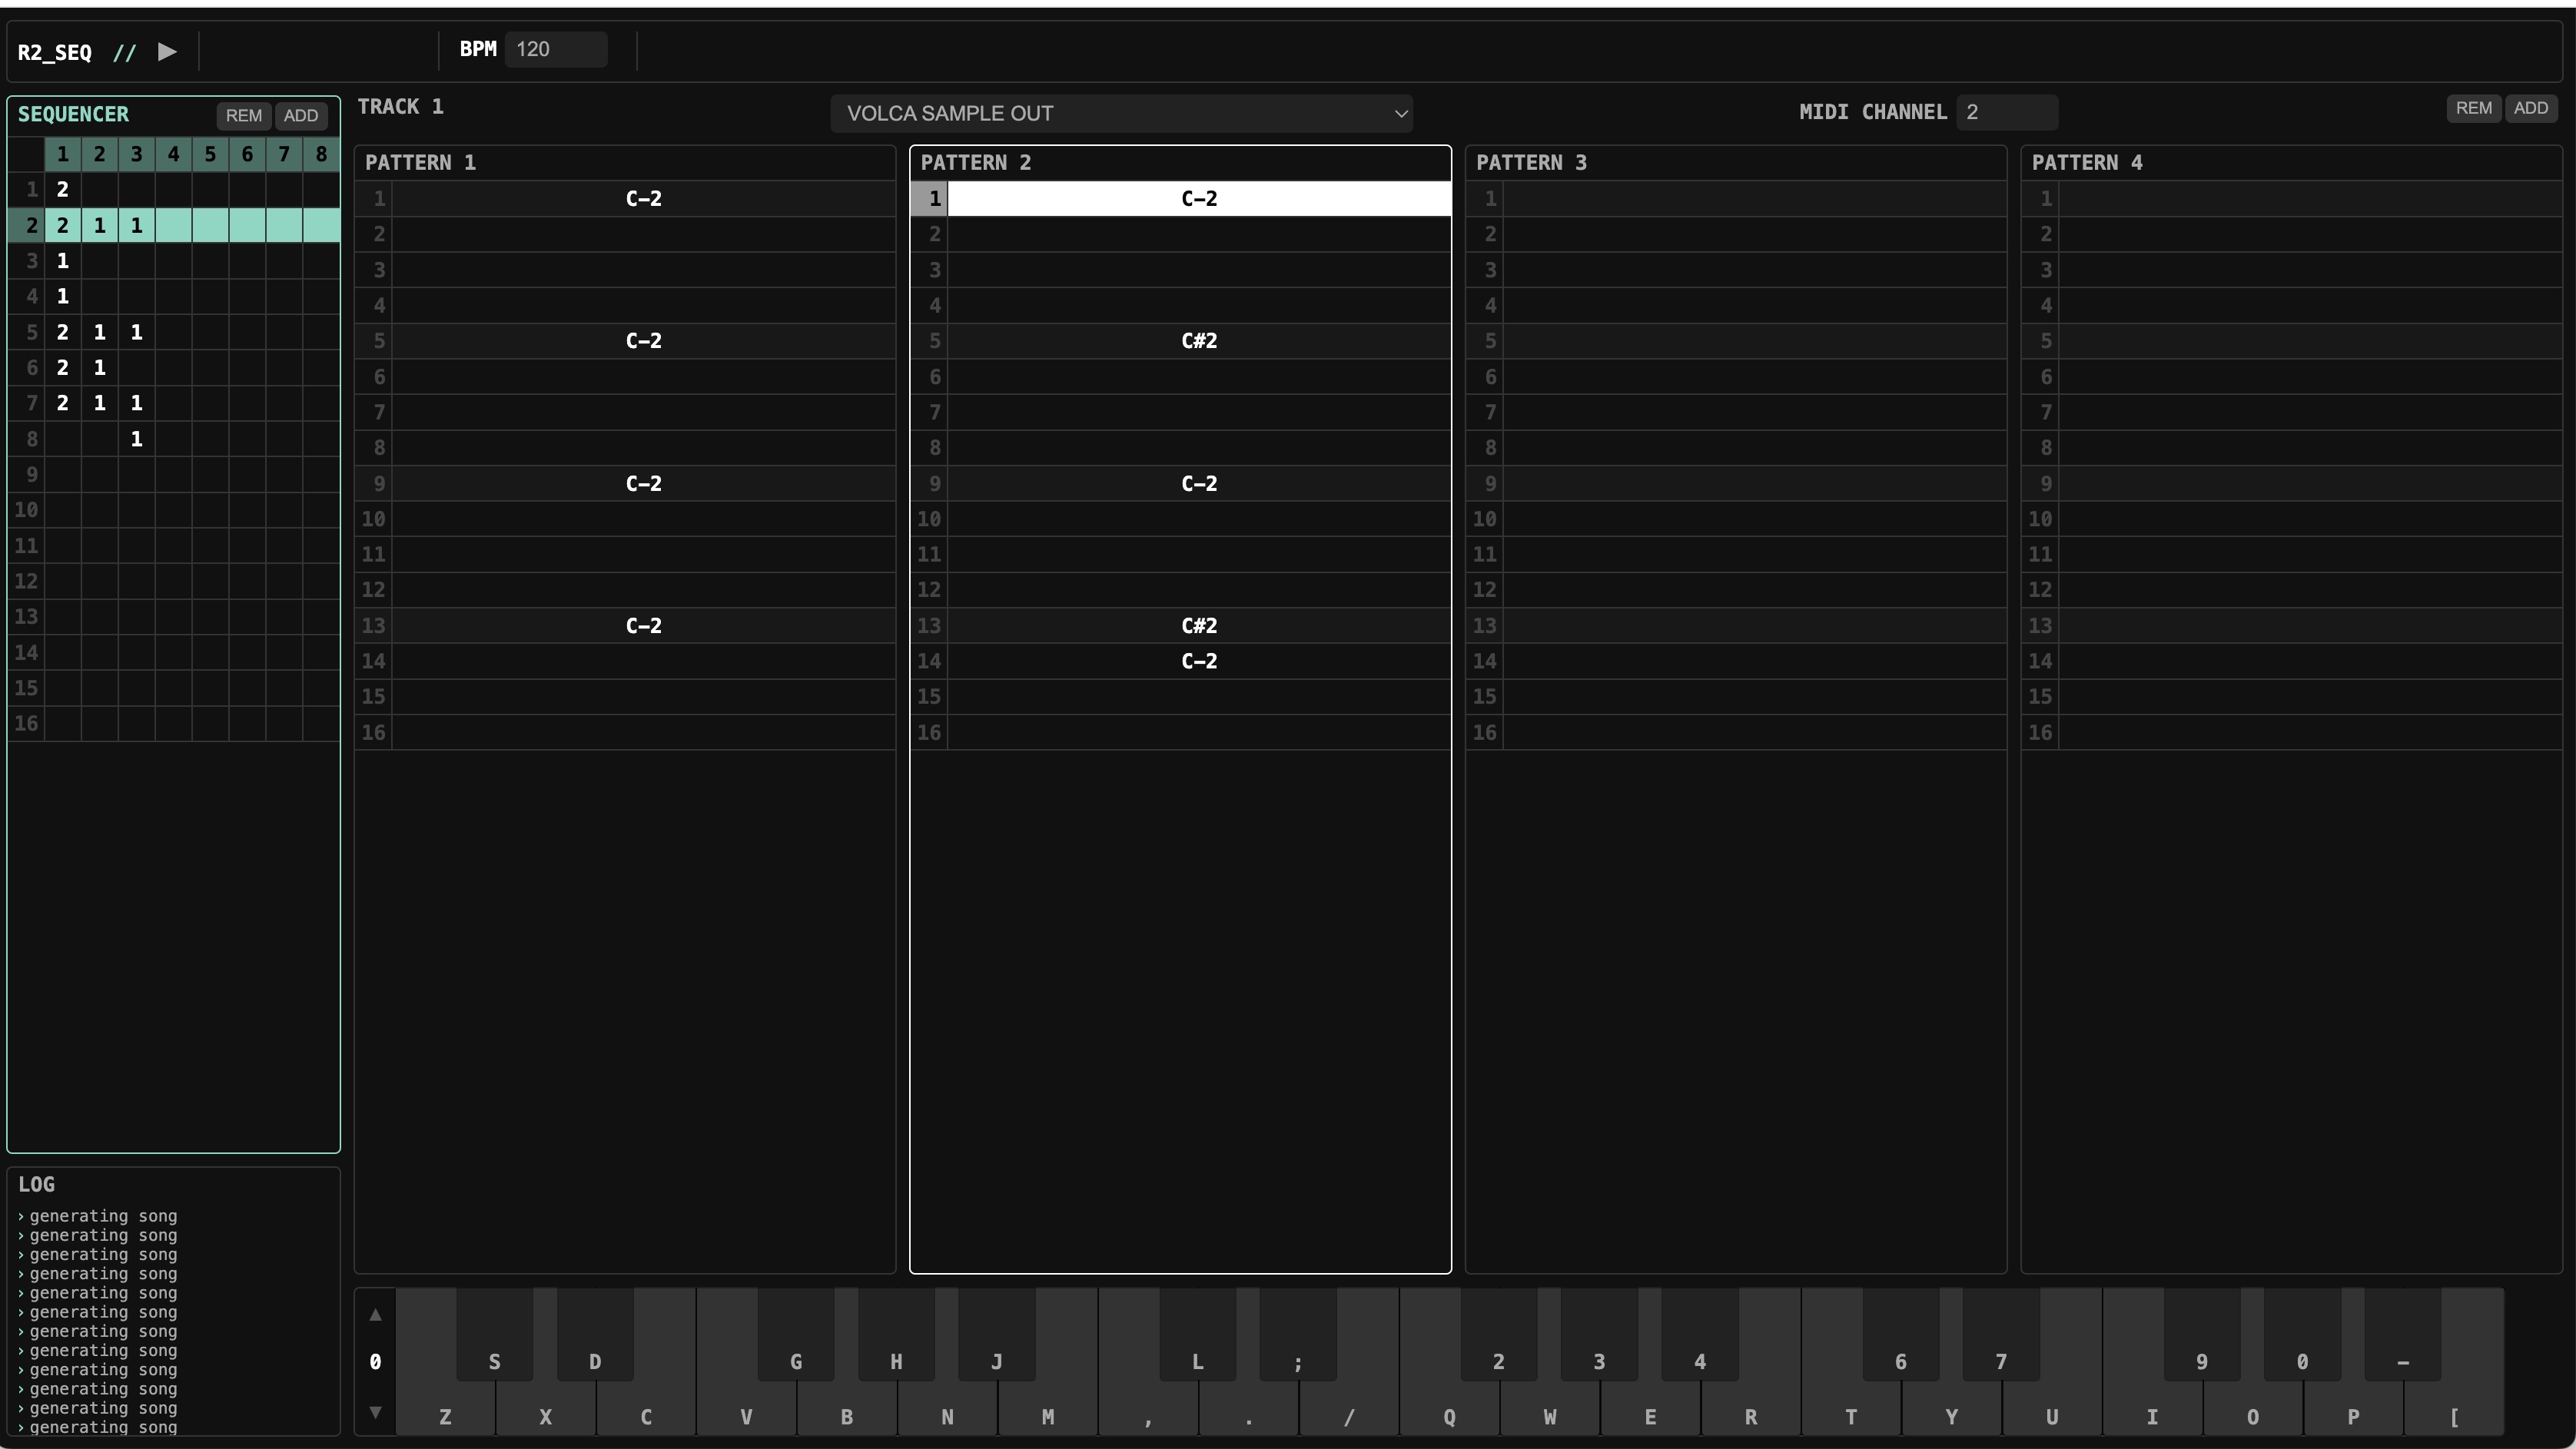 R2_SEQ // ▶ BPM 120
SEQUENCER REM ADD
1 2 3 4 5 6 7 8
1 2
2 2 1 1
3 1
4 1
5 2 1 1
6 2 1
7 2 1 1
8 1
9
10
11
12
13
14
15
16
LOG
› generating song
› generating song
› generating song
› generating song
› generating song
› generating song
› generating song
› generating song
› generating song
› generating song
› generating song
› generating song
TRACK 1 VOLCA SAMPLE OUT MIDI CHANNEL 2 REM ADD
PATTERN 1
1 C-2
2
3
4
5 C-2
6
7
8
9 C-2
10
11
12
13 C-2
14
15
16
PATTERN 2
1 C-2
2
3
4
5 C#2
6
7
8
9 C-2
10
11
12
13 C#2
14 C-2
15
16
PATTERN 3
1
2
3
4
5
6
7
8
9
10
11
12
13
14
15
16
PATTERN 4
1
2
3
4
5
6
7
8
9
10
11
12
13
14
15
16
▲
0 S D G H J L ; 2 3 4 6 7 9 0 -
▼ Z X C V B N M , . / Q W E R T Y U I O P [